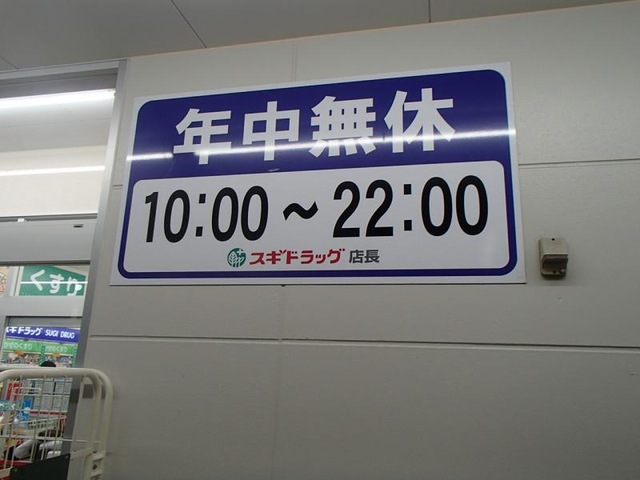 年中無休
10:00～22:00
スギドラッグ 店長
くすり
スギドラッグ SUGI DRUG